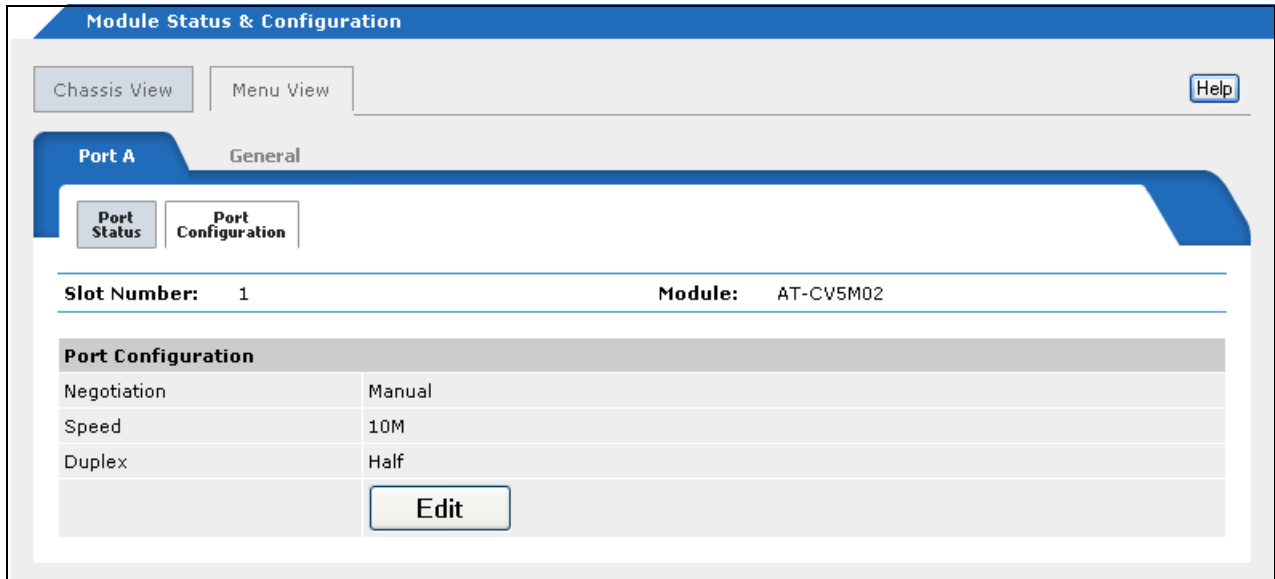 Module Status & Configuration
Chassis View Menu View Help
Port A General
Port Status
Port Configuration
Slot Number: 1 Module: AT-CV5M02
Port Configuration
Negotiation Manual
Speed 10M
Duplex Half
Edit